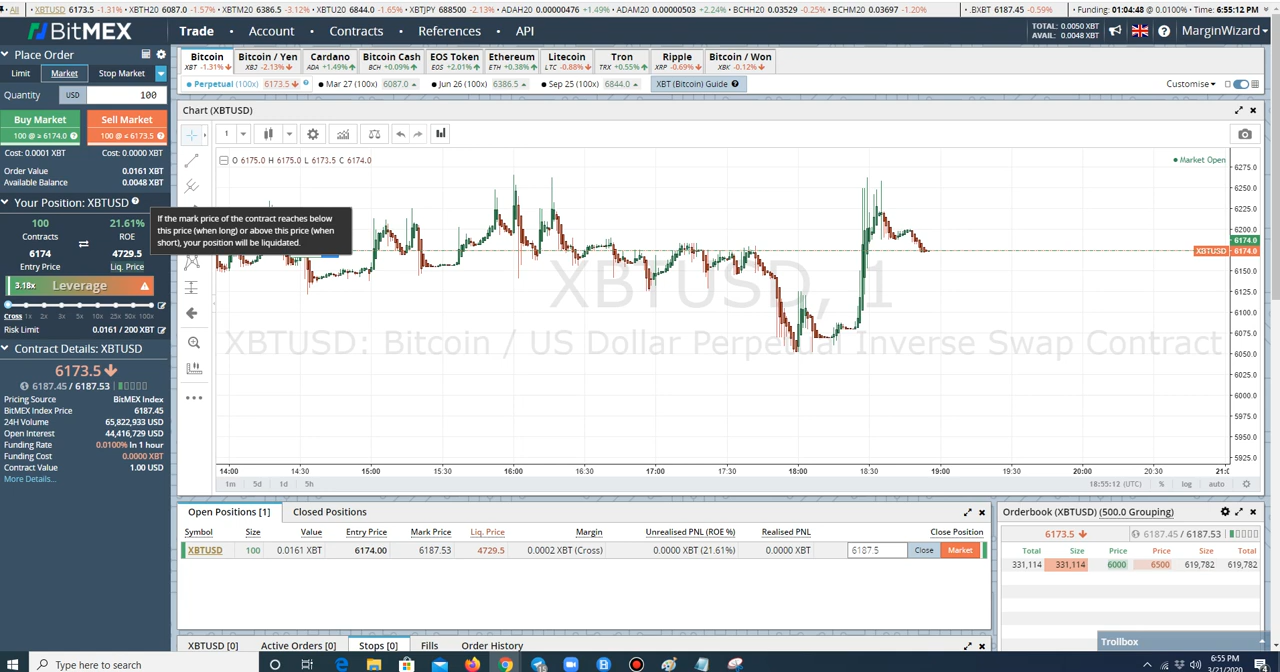 All XBTUSD 6173.5 -1.31% XBTH20 6087.0 -1.57% XBTM20 6386.5 -3.12% XBTU20 6844.0 -1.65% XBTJPY 688500 -2.13% ADAH20 0.00000476 +1.49% ADAM20 0.00000503 +2.24% BCHH20 0.03529 -0.25% BCHM20 0.03697 -1.20% .BXBT 6187.45 -0.59% Funding: 01:04:48 @ 0.0100% Time: 6:55:12 PM
BitMEX Trade Account Contracts References API TOTAL: 0.0050 XBT MarginWizard
AVAIL: 0.0048 XBT
Place Order
Limit Market Stop Market
Quantity USD 100
Buy Market Sell Market
100 @ ≥ 6174.0 100 @ ≤ 6173.5
Cost: 0.0001 XBT Cost: 0.0000 XBT
Order Value 0.0161 XBT
Available Balance 0.0048 XBT
Your Position: XBTUSD
100 21.61%
Contracts ROE
6174 4729.5
Entry Price Liq. Price
3.18x Leverage
Cross 1x 2x 3x 5x 10x 25x 50x 100x
Risk Limit 0.0161 / 200 XBT
Contract Details: XBTUSD
6173.5
6187.45 / 6187.53
Pricing Source BitMEX Index
BitMEX Index Price 6187.45
24H Volume 65,822,933 USD
Open Interest 44,416,729 USD
Funding Rate 0.0100% In 1 hour
Funding Cost 0.0000 XBT
Contract Value 1.00 USD
More Details...
If the mark price of the contract reaches below
this price (when long) or above this price (when
short), your position will be liquidated.
Bitcoin Bitcoin / Yen Cardano Bitcoin Cash EOS Token Ethereum Litecoin Tron Ripple Bitcoin / Won
XBT -1.31% XBJ -2.13% ADA +1.49% BCH +0.09% EOS +2.01% ETH +0.38% LTC -0.88% TRX +0.55% XRP -0.69% XBK -0.12%
Perpetual (100x) 6173.5 Mar 27 (100x) 6087.0 Jun 26 (100x) 6386.5 Sep 25 (100x) 6844.0 XBT (Bitcoin) Guide Customise
Chart (XBTUSD)
1
O 6175.0 H 6175.0 L 6173.5 C 6174.0 Market Open
XBTUSD, 1
XBTUSD: Bitcoin / US Dollar Perpetual Inverse Swap Contract
6275.0
6250.0
6225.0
6174.0
XBTUSD 6174.0
6150.0
6125.0
6100.0
6075.0
6050.0
6025.0
6000.0
5975.0
5950.0
5925.0
14:00 14:30 15:00 15:30 16:00 16:30 17:00 17:30 18:00 18:30 19:00 19:30 20:00 20:30
1m 5d 1d 5h 18:55:12 (UTC) % log auto
Open Positions [1] Closed Positions
Symbol Size Value Entry Price Mark Price Liq. Price Margin Unrealised PNL (ROE %) Realised PNL Close Position
XBTUSD 100 0.0161 XBT 6174.00 6187.53 4729.5 0.0002 XBT (Cross) 0.0000 XBT (21.61%) 0.0000 XBT 6187.5 Close Market
XBTUSD [0] Active Orders [0] Stops [0] Fills Order History
Orderbook (XBTUSD) (500.0 Grouping)
6173.5 6187.45 / 6187.53
Total Size Price Price Size Total
331,114 331,114 6000 6500 619,782 619,782
Trollbox
Type here to search
6:55 PM
3/21/2020